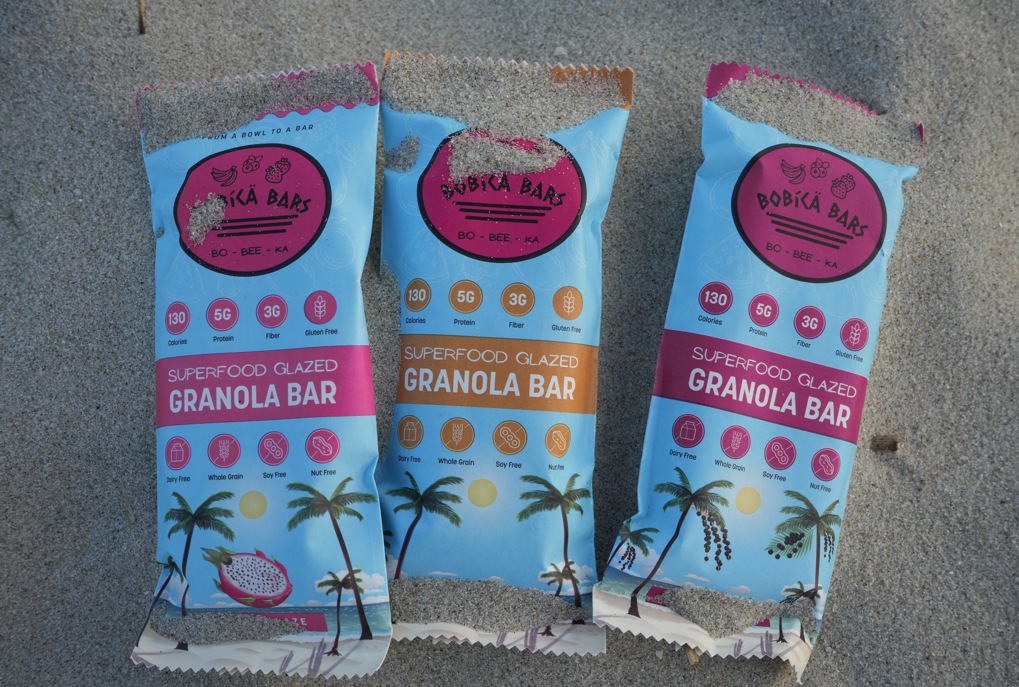 OM A BOWL TO A BAR
BiCÄ BARS
BO - BEE - KA
130
Calories
5G
Protein
3G
Fiber
Gluten Free
SUPERFOOD GLAZED
GRANOLA BAR
Dairy Free
Whole Grain
Soy Free
Nut Free
ZE
BOBiCÄ BARS
BO - BEE - KA
130
Calories
5G
Protein
3G
Fiber
Gluten Free
SUPERFOOD GLAZED
GRANOLA BAR
Dairy Free
Whole Grain
Soy Free
Nut Free
BOBiCÄ BARS
BO - BEE - KA
130
Calories
5G
Protein
3G
Fiber
Gluten Free
SUPERFOOD GLAZED
GRANOLA BAR
Dairy Free
Whole Grain
Soy Free
Nut Free